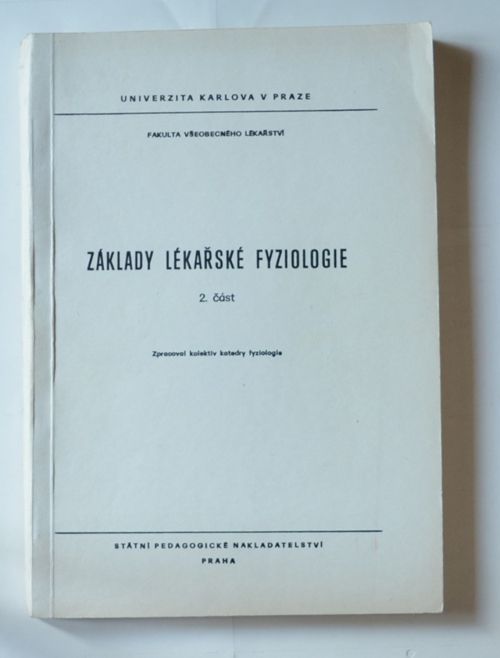 UNIVERZITA KARLOVA V PRAZE
FAKULTA VŠEOBECNÉHO LÉKAŘSTVÍ
ZÁKLADY LÉKAŘSKÉ FYZIOLOGIE
2. část
Zpracoval kolektiv katedry fyziologie
STÁTNÍ PEDAGOGICKÉ NAKLADATELSTVÍ
PRAHA